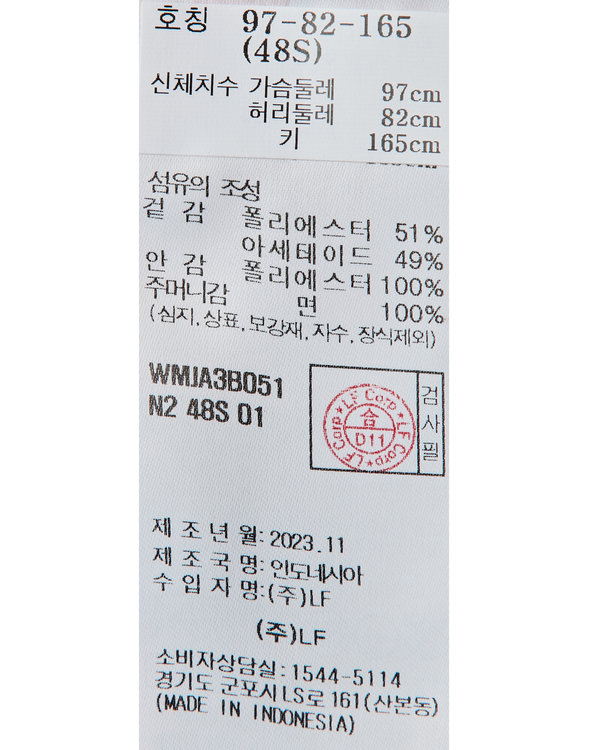 호칭 97-82-165
(48S)
신체치수 가슴둘레 97cm
허리둘레 82cm
키 165cm
섬유의 조성
겉 감 폴리에스터 51%
아세테이드 49%
안 감 폴리에스터 100%
주머니감 면 100%
(심지,상표,보강재,자수,장식제외)
WMJA3B051
N2 48S 01
LF Corp ★ LF Corp ★ LF Corp ★
合
D11
검사필
제 조 년 월: 2023.11
제 조 국 명: 인도네시아
수 입 자 명: (주)LF
(주)LF
소비자상담실: 1544-5114
경기도 군포시 LS로 161(산본동)
(MADE IN INDONESIA)